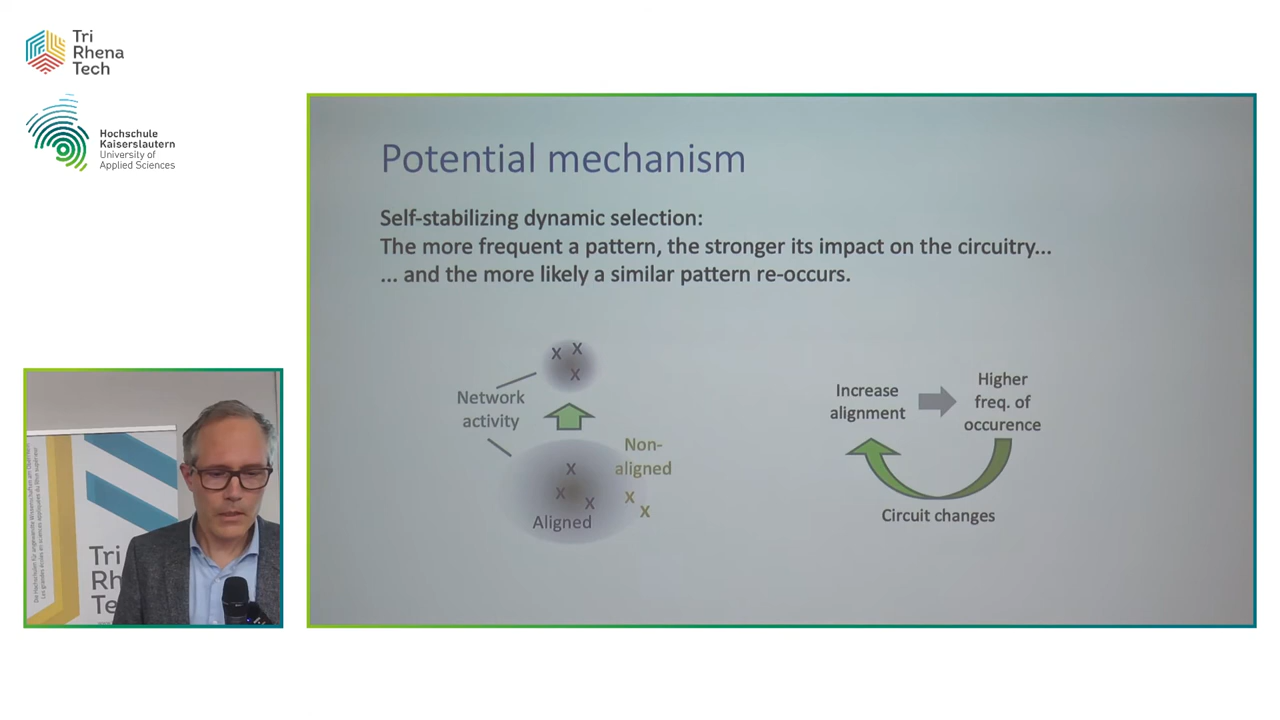 Tri
Rhena
Tech
Hochschule
Kaiserslautern
University of
Applied Sciences
Potential mechanism
Self-stabilizing dynamic selection:
The more frequent a pattern, the stronger its impact on the circuitry...
... and the more likely a similar pattern re-occurs.
X X
X
Network
activity
Non-
aligned
X
X X
X
X
Aligned
Increase
alignment
Higher
freq. of
occurence
Circuit changes
Tri
Rh
Te